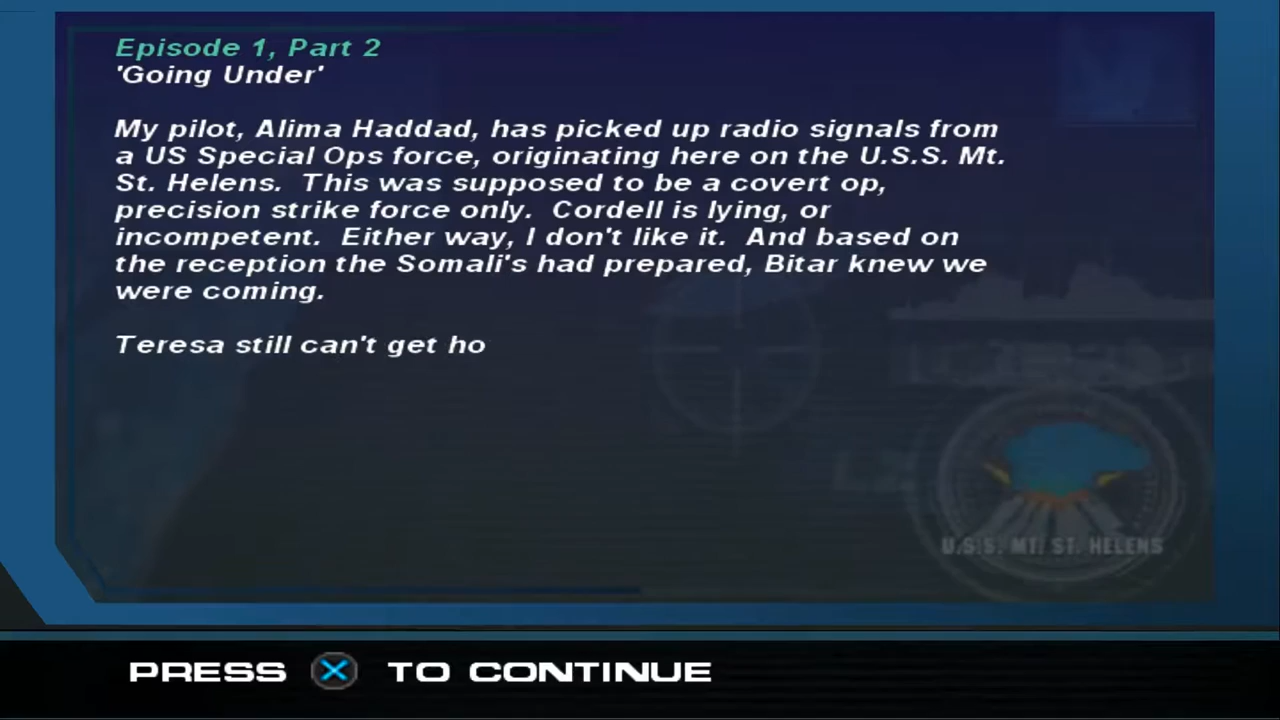 Episode 1, Part 2
'Going Under'
My pilot, Alima Haddad, has picked up radio signals from
a US Special Ops force, originating here on the U.S.S. Mt.
St. Helens.  This was supposed to be a covert op,
precision strike force only.  Cordell is lying, or
incompetent.  Either way, I don't like it.  And based on
the reception the Somali's had prepared, Bitar knew we
were coming.
Teresa still can't get ho
U.S.S. MT. ST. HELENS
PRESS X TO CONTINUE